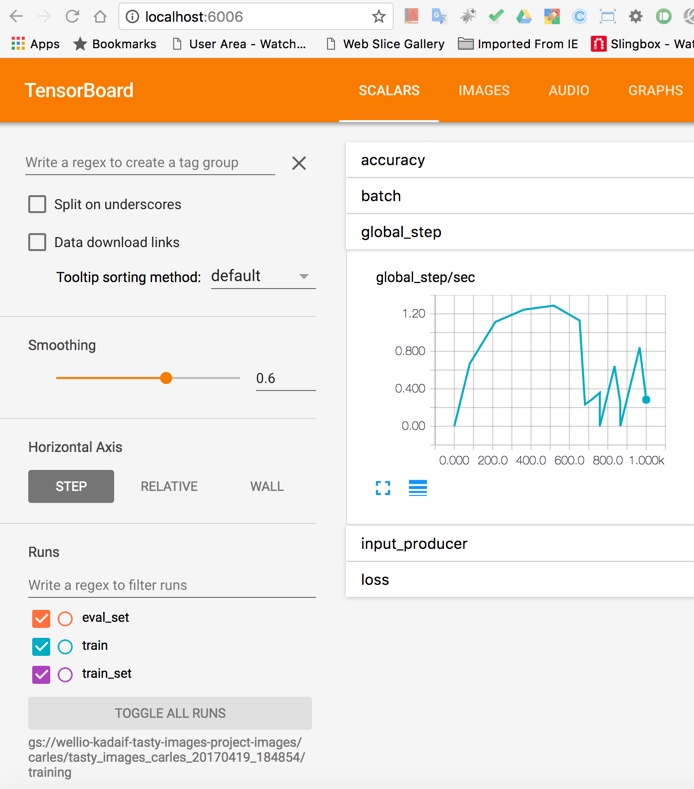 localhost:6006
Apps Bookmarks User Area - Watch... Web Slice Gallery Imported From IE Slingbox - Wat
TensorBoard SCALARS IMAGES AUDIO GRAPHS
Write a regex to create a tag group
Split on underscores
Data download links
Tooltip sorting method: default
Smoothing
0.6
Horizontal Axis
STEP RELATIVE WALL
Runs
Write a regex to filter runs
eval_set
train
train_set
TOGGLE ALL RUNS
gs://wellio-kadaif-tasty-images-project-images/
carles/tasty_images_carles_20170419_184854/
training
accuracy
batch
global_step
global_step/sec
1.20
0.800
0.400
0.00
0.000 200.0 400.0 600.0 800.0 1.000k
input_producer
loss